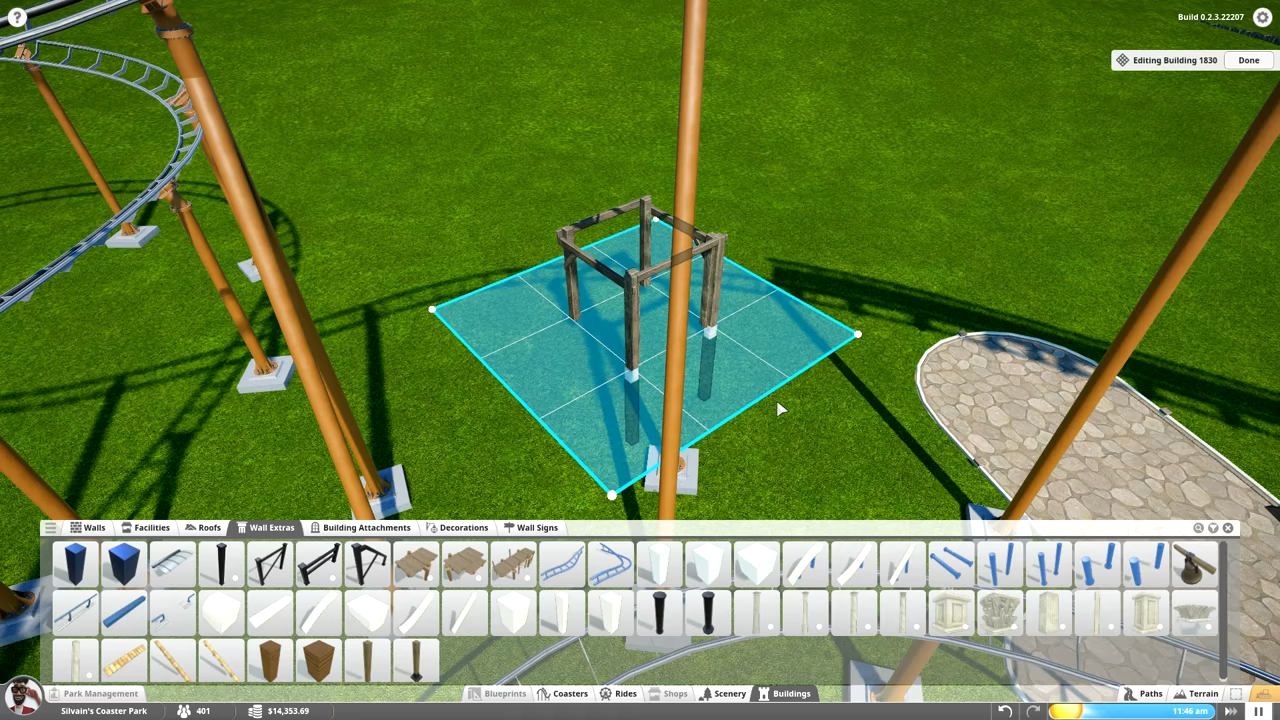 ?
Build 0.2.3.22207
Editing Building 1830
Done
Walls
Facilities
Roofs
Wall Extras
Building Attachments
Decorations
Wall Signs
Park Management
Blueprints
Coasters
Rides
Shops
Scenery
Buildings
Paths
Terrain
Silvain's Coaster Park
401
$14,353.69
11:46 am